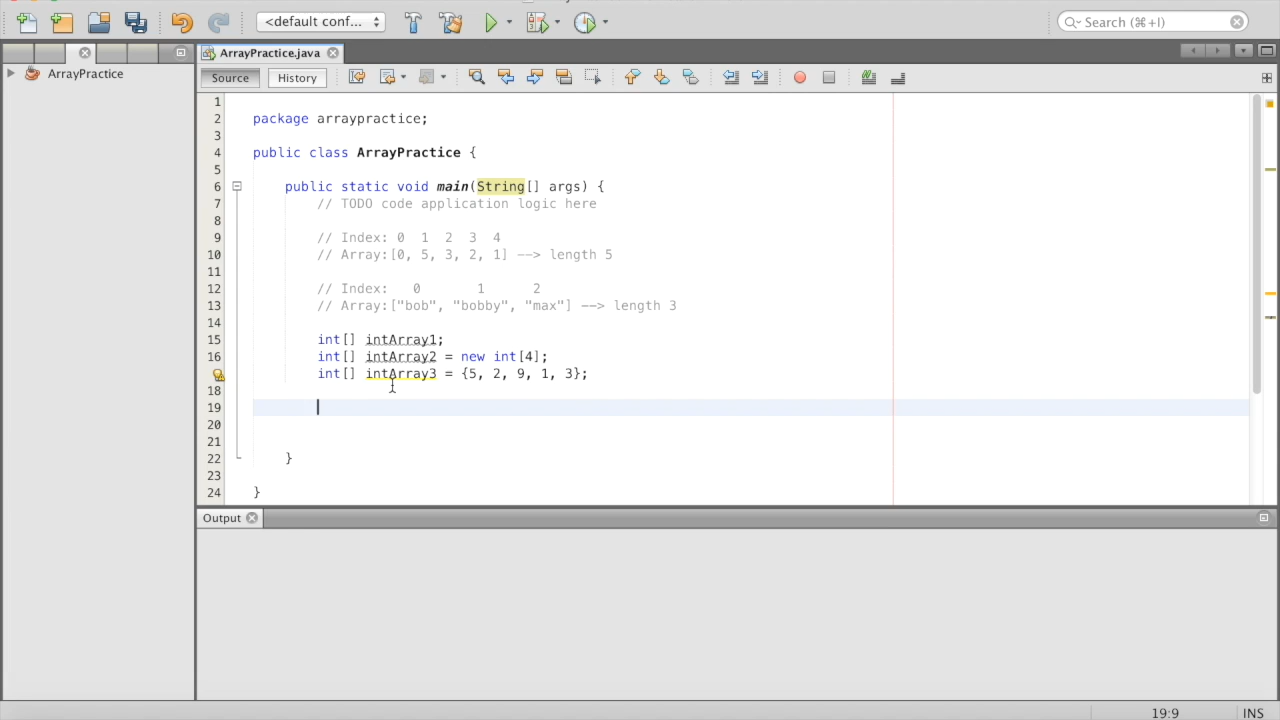 <default conf...
Search (⌘+I)
ArrayPractice.java
ArrayPractice
Source
History
1
2 package arraypractice;
3
4 public class ArrayPractice {
5
6 public static void main(String[] args) {
7 // TODO code application logic here
8
9 // Index: 0 1 2 3 4
10 // Array:[0, 5, 3, 2, 1] --> length 5
11
12 // Index: 0 1 2
13 // Array:["bob", "bobby", "max"] --> length 3
14
15 int[] intArray1;
16 int[] intArray2 = new int[4];
int[] intArray3 = {5, 2, 9, 1, 3};
18
19
20
21
22 }
23
24 }
Output
19:9
INS